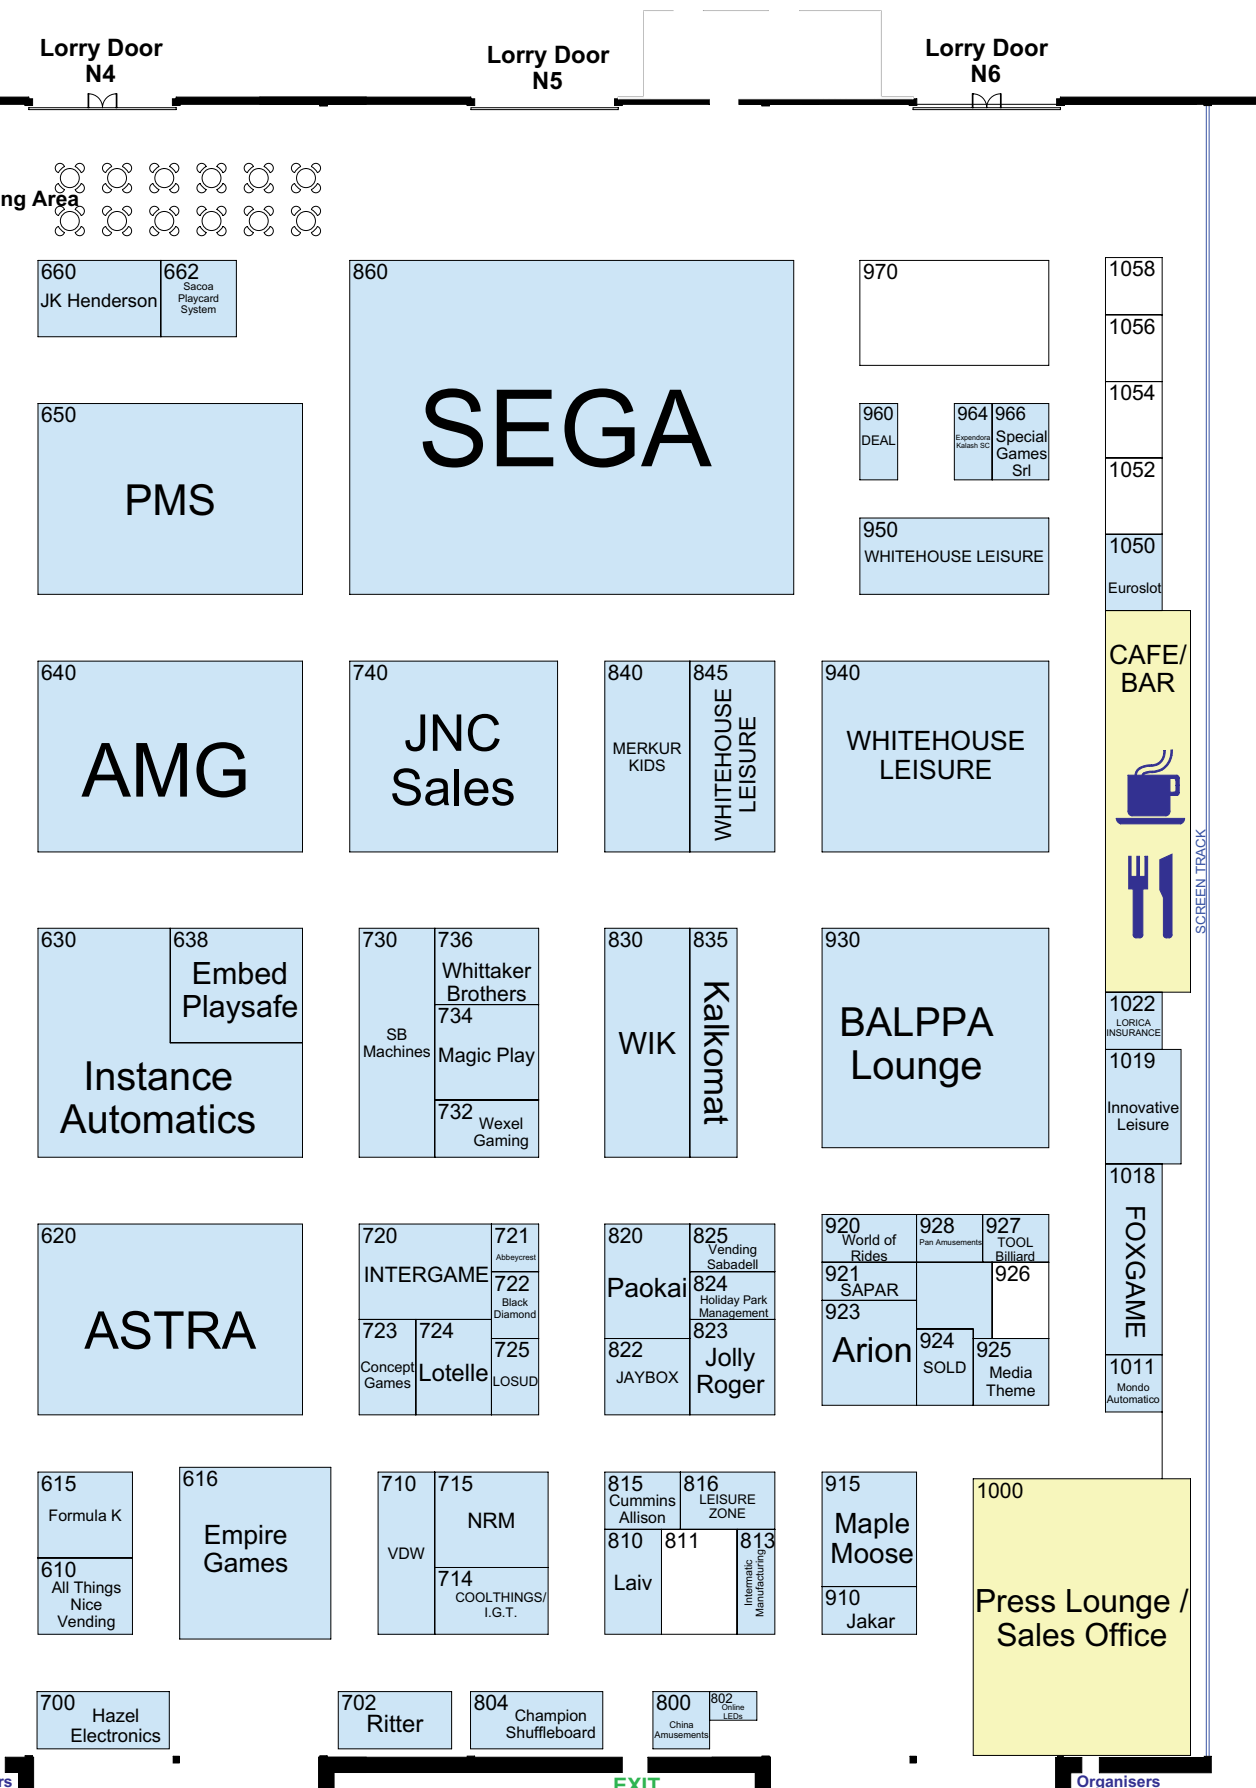 Lorry Door
N4
Lorry Door
N5
Lorry Door
N6
ng Area
660
JK Henderson
662
Sacoa
Playcard
System
860
SEGA
970
1058
1056
1054
1052
1050
Euroslot
650
PMS
960
DEAL
964
Expendora
Kalash SC
966
Special
Games
Srl
950
WHITEHOUSE LEISURE
CAFE/
BAR
640
AMG
740
JNC
Sales
840
MERKUR
KIDS
845
WHITEHOUSE
LEISURE
940
WHITEHOUSE
LEISURE
SCREEN TRACK
630
Instance
Automatics
638
Embed
Playsafe
730
SB
Machines
736
Whittaker
Brothers
734
Magic Play
732
Wexel
Gaming
830
WIK
835
Kalkomat
930
BALPPA
Lounge
1022
LORICA
INSURANCE
1019
Innovative
Leisure
1018
FOXGAME
1011
Mondo
Automatico
620
ASTRA
720
INTERGAME
721
Abbeycrest
722
Black
Diamond
723
Concept
Games
724
Lotelle
725
LOSUD
820
Paokai
825
Vending
Sabadell
824
Holiday Park
Management
822
JAYBOX
823
Jolly
Roger
920
World of
Rides
928
Pan Amusements
927
TOOL
Billiard
921
SAPAR
926
923
Arion
924
SOLD
925
Media
Theme
615
Formula K
610
All Things
Nice
Vending
616
Empire
Games
710
VDW
715
NRM
714
COOLTHINGS/
I.G.T.
815
Cummins
Allison
816
LEISURE
ZONE
810
Laiv
811
813
Intermatic
Manufacturing
915
Maple
Moose
910
Jakar
1000
Press Lounge /
Sales Office
700
Hazel
Electronics
702
Ritter
804
Champion
Shuffleboard
800
China
Amusements
802
Online
LEDs
rs
EXIT
Organisers